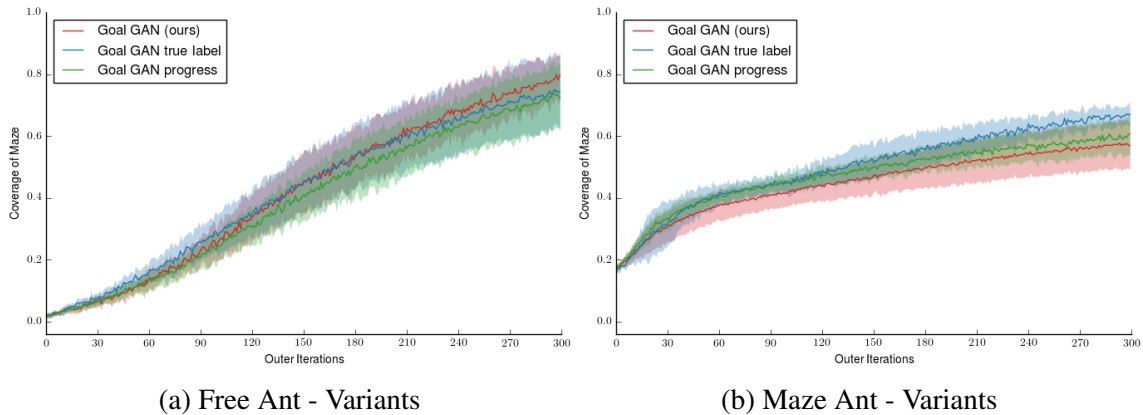 Goal GAN (ours)
Goal GAN true label
Goal GAN progress
1.0
0.8
0.6
0.4
0.2
0.0
Coverage of Maze
0 30 60 90 120 150 180 210 240 270 300
Outer Iterations
(a) Free Ant - Variants
Goal GAN (ours)
Goal GAN true label
Goal GAN progress
1.0
0.8
0.6
0.4
0.2
0.0
Coverage of Maze
0 30 60 90 120 150 180 210 240 270 300
Outer Iterations
(b) Maze Ant - Variants